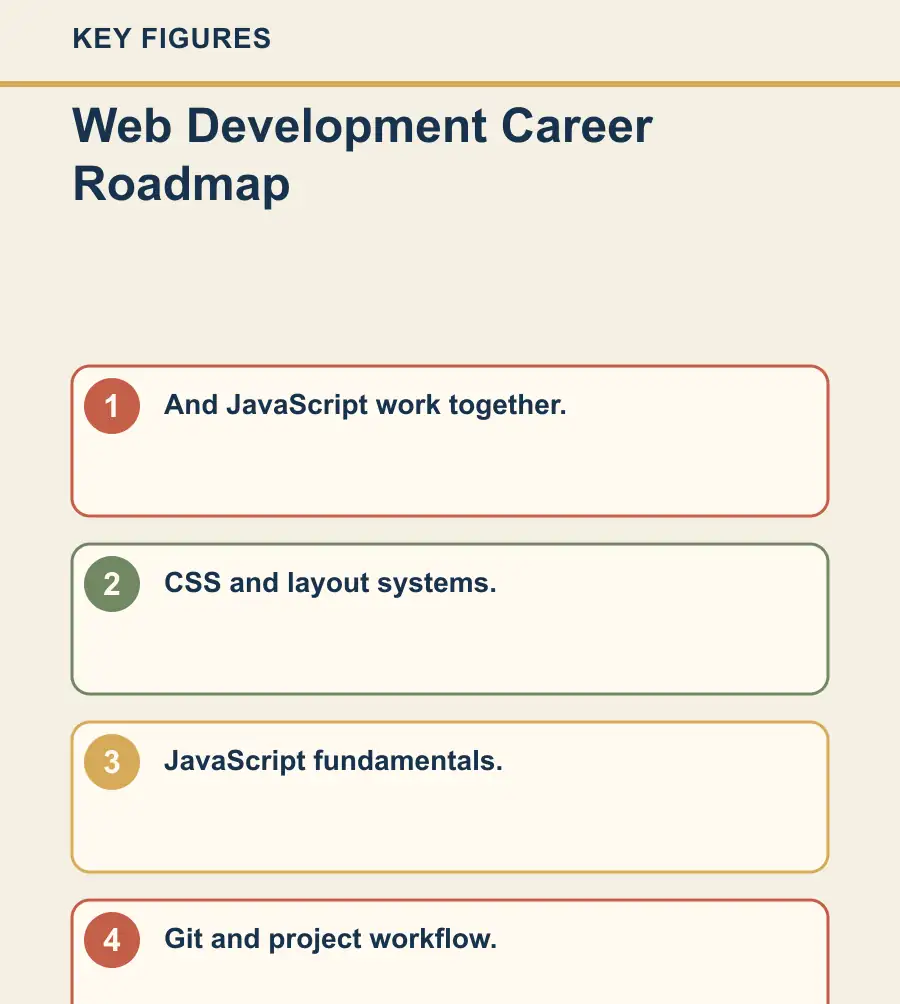 KEY FIGURES
Web Development Career
Roadmap
1 And JavaScript work together.
2 CSS and layout systems.
3 JavaScript fundamentals.
4 Git and project workflow.